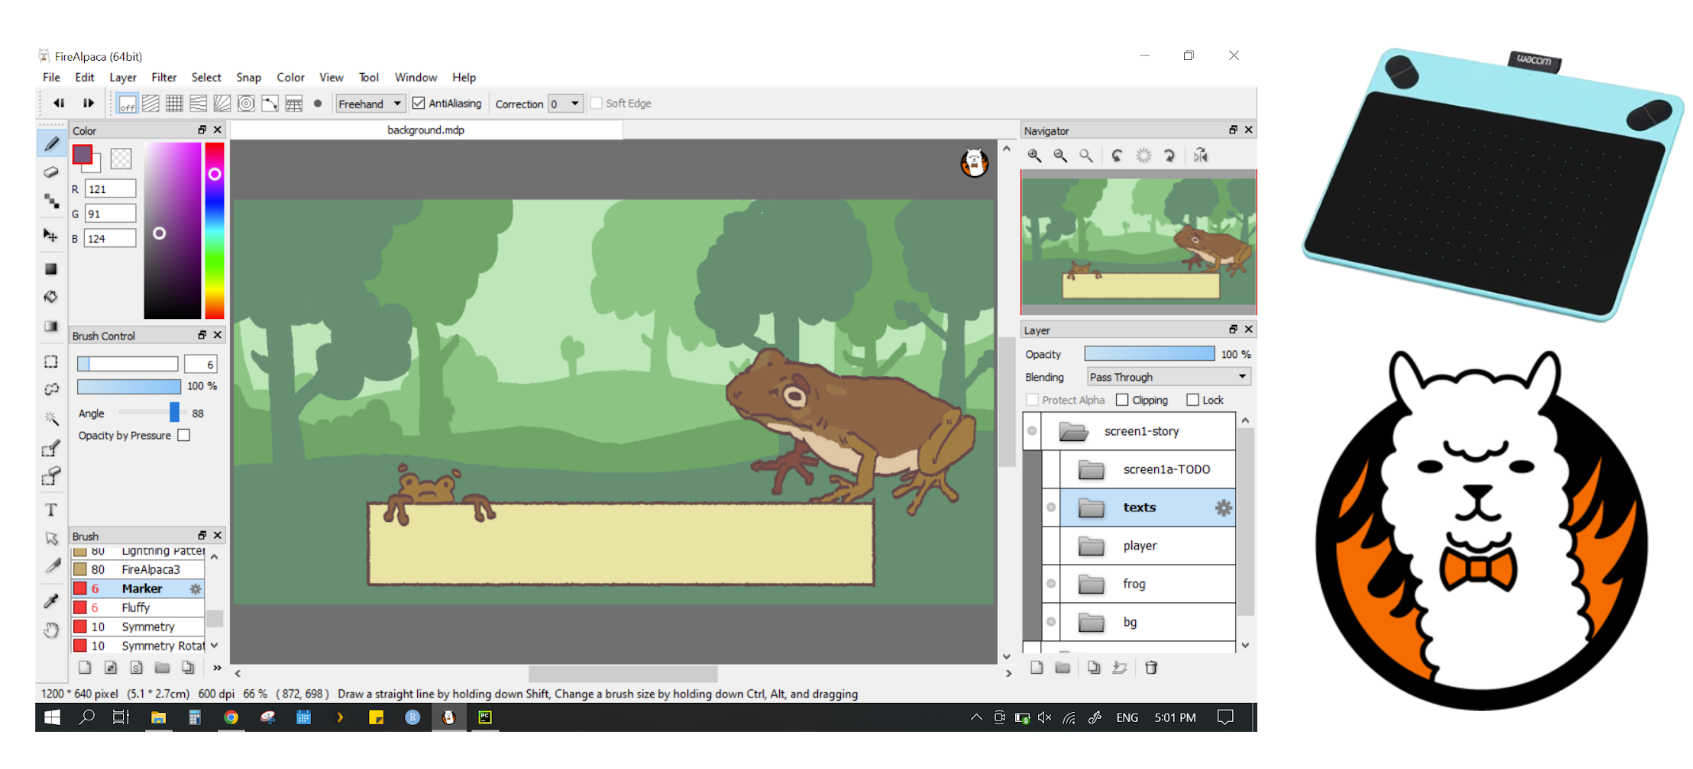 FireAlpaca (64bit)
File Edit Layer Filter Select Snap Color View Tool Window Help
off Freehand AntiAliasing Correction 0 Soft Edge
Color
R 121
G 91
B 124
Brush Control
6
100 %
Angle 88
Opacity by Pressure
Brush
80 Lightning Patter
80 FireAlpaca3
6 Marker
6 Fluffy
10 Symmetry
10 Symmetry Rotat
background.mdp
Navigator
Layer
Opacity 100 %
Blending Pass Through
Protect Alpha Clipping Lock
screen1-story
screen1a-TODO
texts
player
frog
bg
1200 * 640 pixel (5.1 * 2.7cm) 600 dpi 66 % ( 872, 698 ) Draw a straight line by holding down Shift, Change a brush size by holding down Ctrl, Alt, and dragging
R PC ENG 5:01 PM
wacom